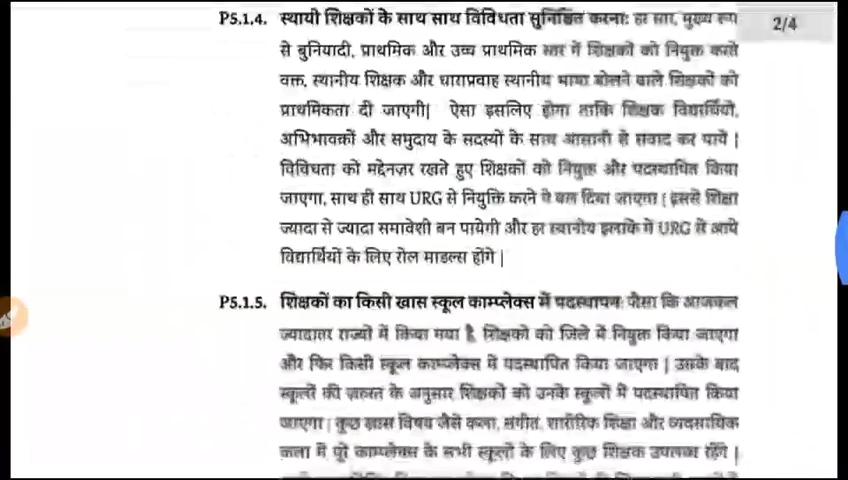 P5.1.4. स्थायी शिक्षकों के साथ साथ विविधता सुनिश्चित करना: हर स्तर, मुख्य रूप
2/4
से बुनियादी, प्राथमिक और उच्च प्राथमिक स्तर में शिक्षकों को नियुक्त करते
वक्त, स्थानीय शिक्षक और धाराप्रवाह स्थानीय भाषा बोलने वाले शिक्षकों को
प्राथमिकता दी जाएगी| ऐसा इसलिए होगा ताकि शिक्षक विद्यार्थियों,
अभिभावकों और समुदाय के सदस्यों के साथ आसानी से संवाद कर पायें |
विविधता को मद्देनज़र रखते हुए शिक्षकों को नियुक्त और पदस्थापित किया
जाएगा, साथ ही साथ URG से नियुक्ति करने पे बल दिया जाएगा | इससे शिक्षा
ज्यादा से ज्यादा समावेशी बन पायेगी और हर स्थानीय इलाके में URG से आये
विद्यार्थियों के लिए रोल माडल्स होंगे |
P5.1.5. शिक्षकों का किसी खास स्कूल काम्प्लेक्स में पदस्थापन: जैसा कि आजकल
ज्यादातर राज्यों में किया गया है, शिक्षकों को जिले में नियुक्त किया जाएगा
और फिर किसी स्कूल काम्प्लेक्स में पदस्थापित किया जाएगा | उसके बाद
स्कूलों की ज़रुरत के अनुसार शिक्षकों को उनके स्कूलों में पदस्थापित किया
जाएगा | कुछ ख़ास विषय जैसे कला, संगीत, शारीरिक शिक्षा और व्यवसायिक
कला में पूरे काम्प्लेक्स के सभी स्कूलों के लिए कुछ शिक्षक उपलब्ध रहेंगे |